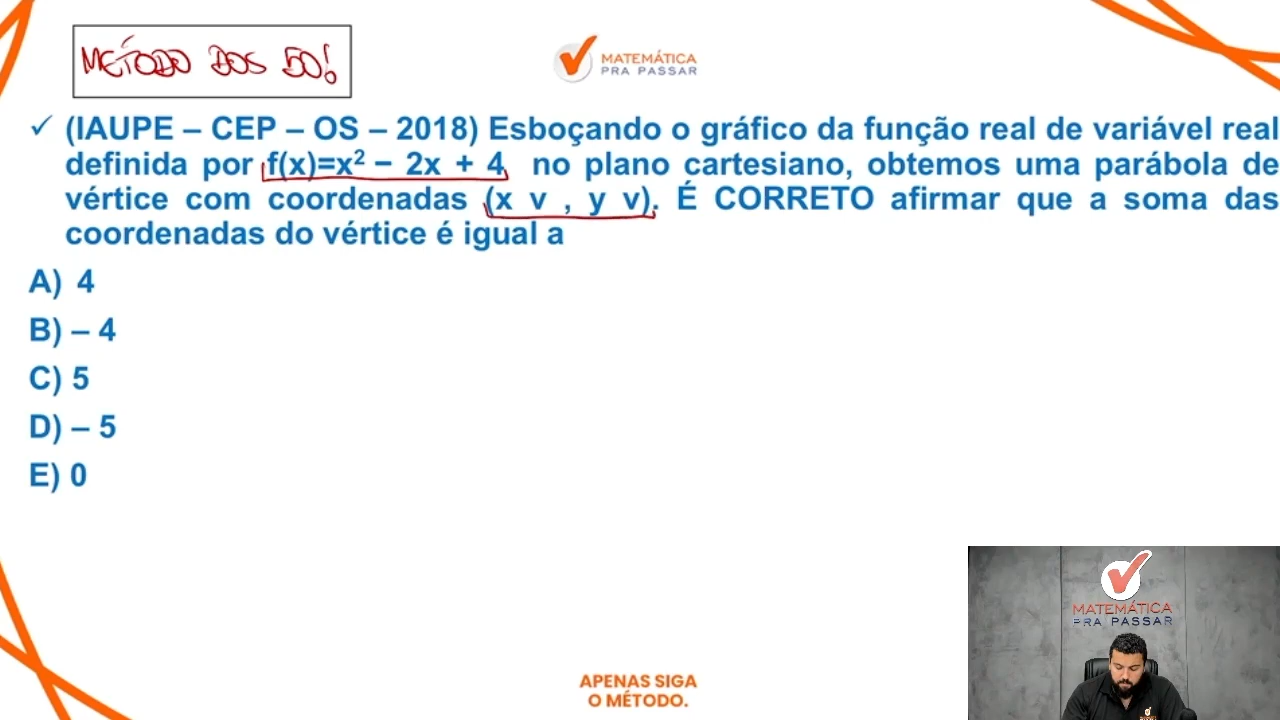 MÉTODO DOS 50!
MATEMÁTICA
PRA PASSAR
✓ (IAUPE – CEP – OS – 2018) Esboçando o gráfico da função real de variável real
definida por f(x)=x² − 2x + 4 no plano cartesiano, obtemos uma parábola de
vértice com coordenadas (x v , y v). É CORRETO afirmar que a soma das
coordenadas do vértice é igual a
A) 4
B) – 4
C) 5
D) – 5
E) 0
MATEMÁTICA
PRA PASSAR
APENAS SIGA
O MÉTODO.